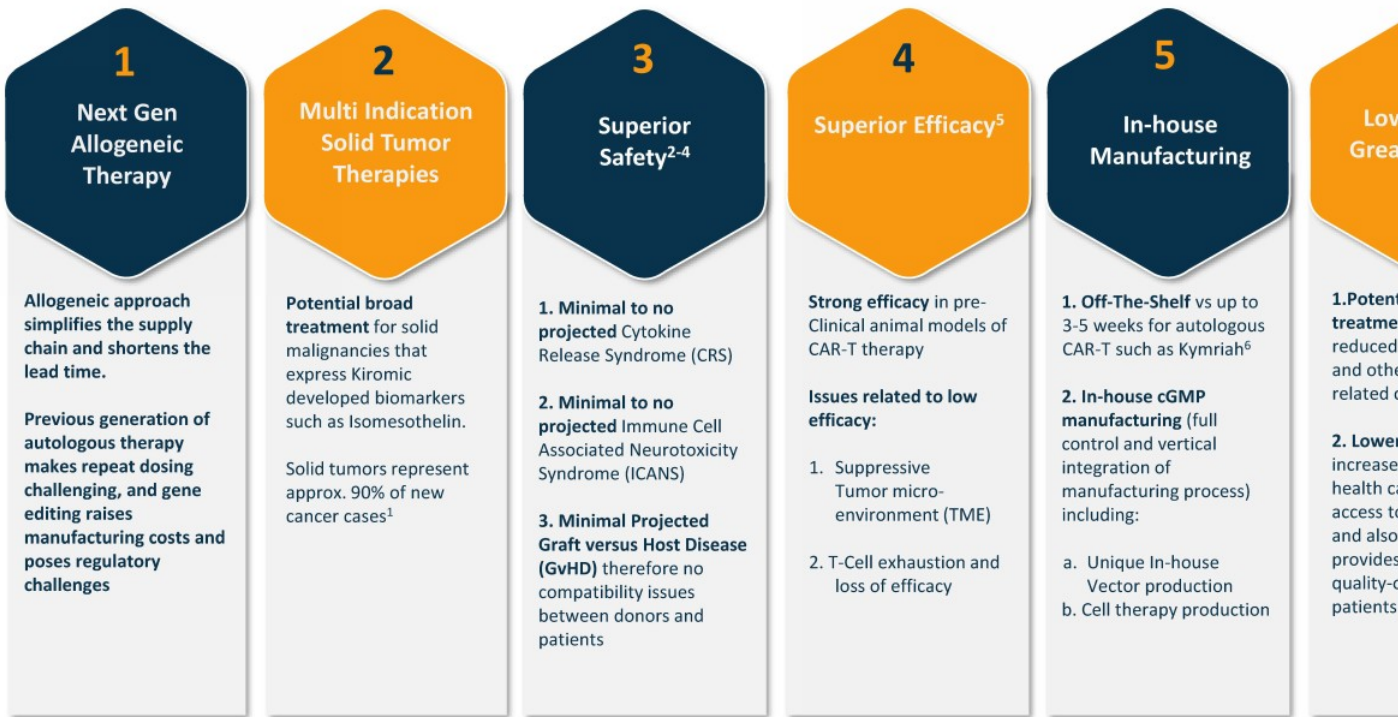 1
Next Gen
Allogeneic
Therapy
Allogeneic approach
simplifies the supply
chain and shortens the
lead time.
Previous generation of
autologous therapy
makes repeat dosing
challenging, and gene
editing raises
manufacturing costs and
poses regulatory
challenges
2
Multi Indication
Solid Tumor
Therapies
Potential broad
treatment for solid
malignancies that
express Kiromic
developed biomarkers
such as Isomesothelin.
Solid tumors represent
approx. 90% of new
cancer cases¹
3
Superior
Safety²⁻⁴
1. Minimal to no
projected Cytokine
Release Syndrome (CRS)
2. Minimal to no
projected Immune Cell
Associated Neurotoxicity
Syndrome (ICANS)
3. Minimal Projected
Graft versus Host Disease
(GvHD) therefore no
compatibility issues
between donors and
patients
4
Superior Efficacy⁵
Strong efficacy in pre-
Clinical animal models of
CAR-T therapy
Issues related to low
efficacy:
1. Suppressive
Tumor micro-
environment (TME)
2. T-Cell exhaustion and
loss of efficacy
5
In-house
Manufacturing
1. Off-The-Shelf vs up to
3-5 weeks for autologous
CAR-T such as Kymriah⁶
2. In-house cGMP
manufacturing (full
control and vertical
integration of
manufacturing process)
including:
a. Unique In-house
Vector production
b. Cell therapy production
1.
reduced
and
related
2.
increase
health
access
and also
provides
patients